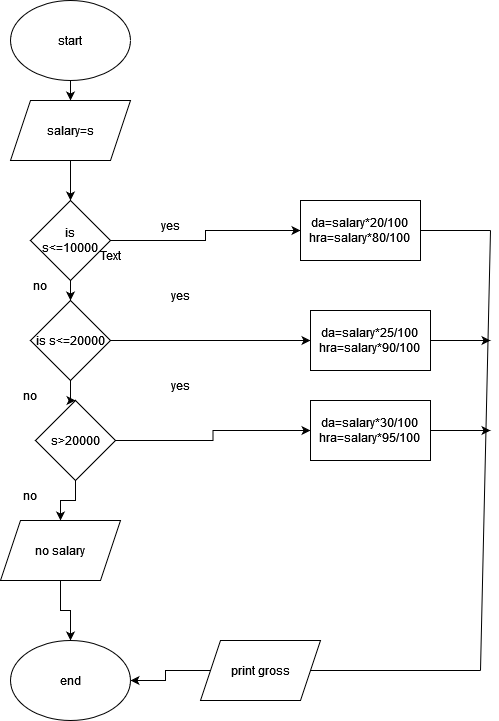 start
salary=s
is
s<=10000
Text
yes
da=salary*20/100
hra=salary*80/100
no
yes
is s<=20000
da=salary*25/100
hra=salary*90/100
no
yes
s>20000
da=salary*30/100
hra=salary*95/100
no
no salary
end
print gross